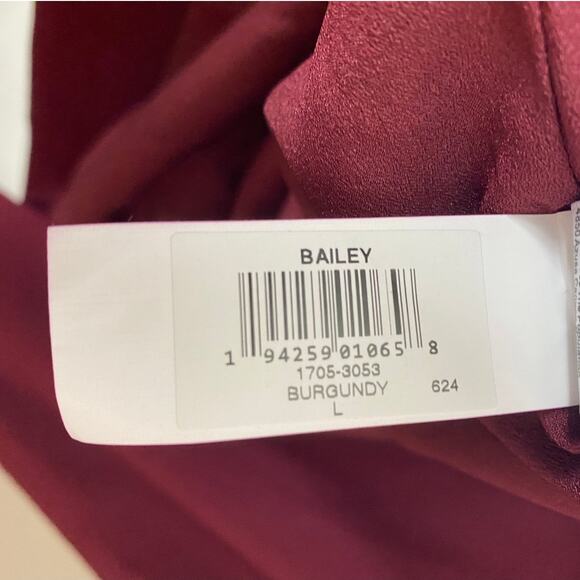 BAILEY
1 94259 01065 8
1705-3053
BURGUNDY 624
L